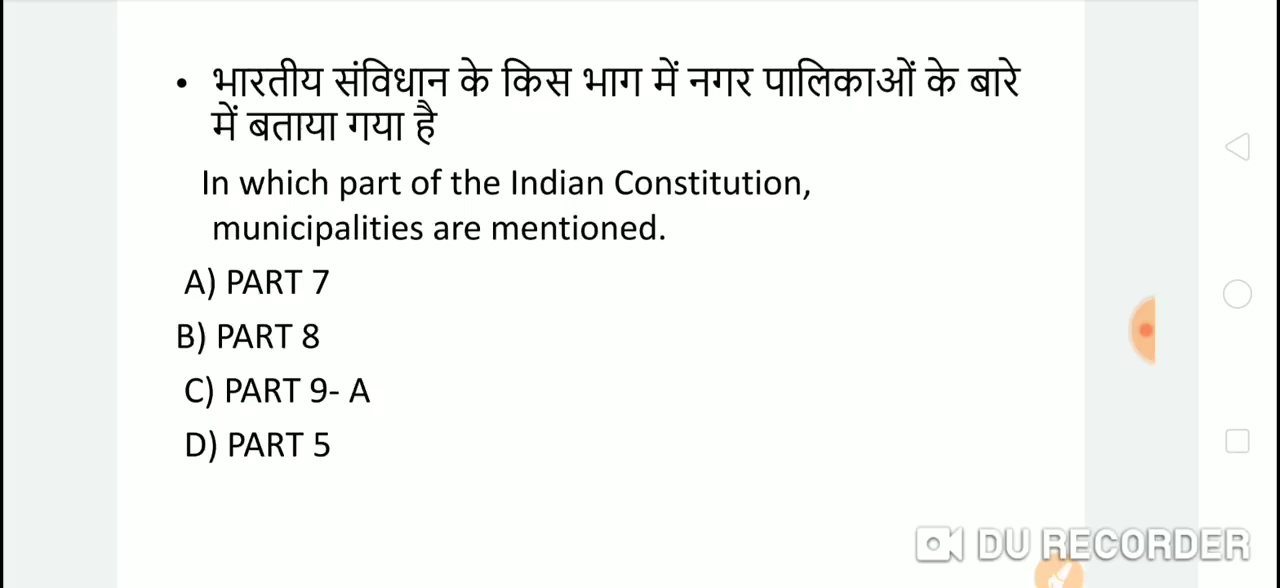 • भारतीय संविधान के किस भाग में नगर पालिकाओं के बारे
में बताया गया है
In which part of the Indian Constitution,
municipalities are mentioned.
A) PART 7
B) PART 8
C) PART 9- A
D) PART 5
DU RECORDER